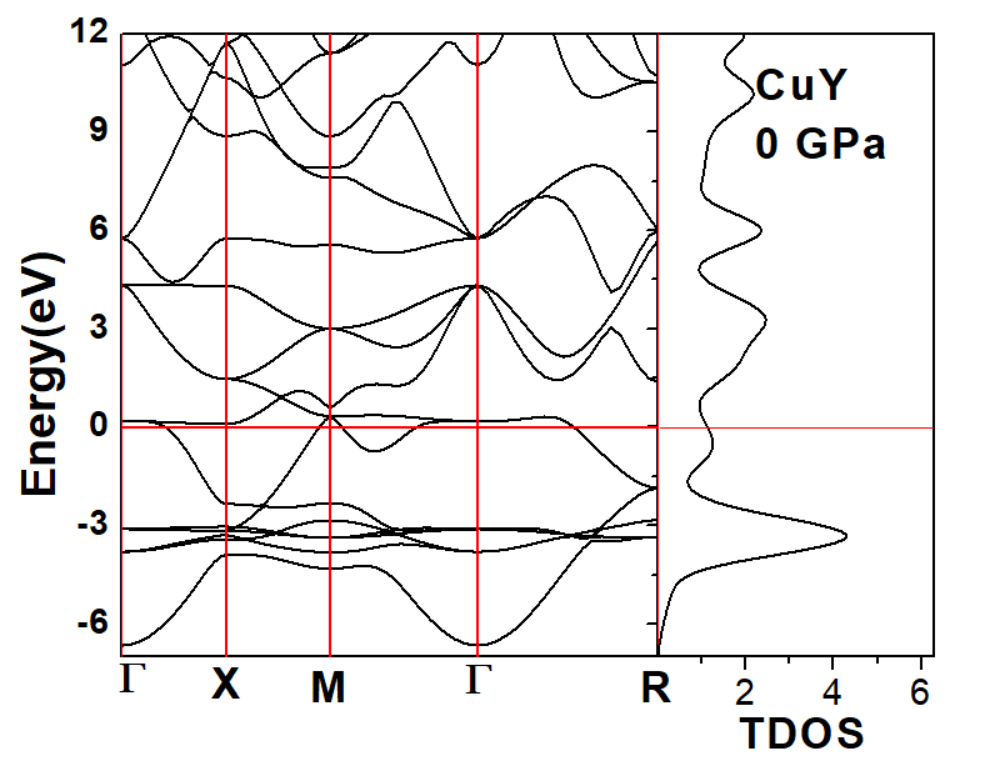 12
9
6
3
0
-3
-6
Energy(eV)
CuY
0 GPa
Γ X M Γ R
2 4 6
TDOS